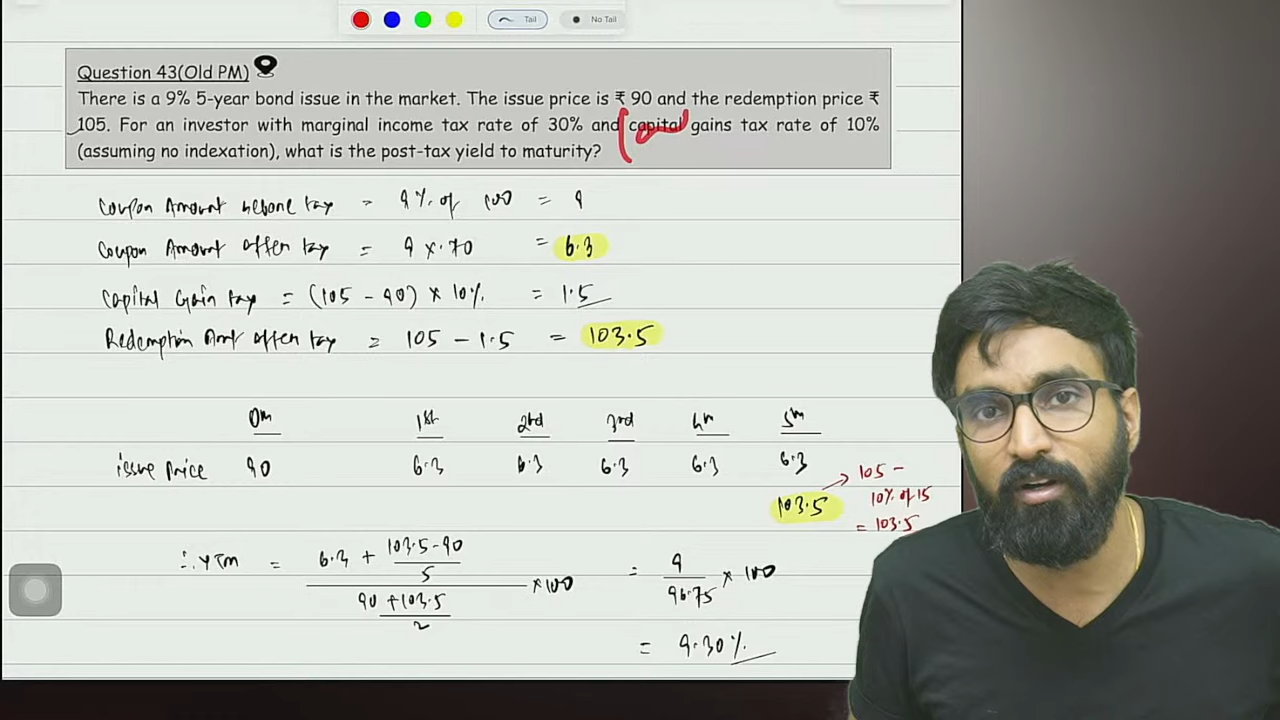 Tail
No Tail
Question 43(Old PM)
There is a 9% 5-year bond issue in the market. The issue price is ₹ 90 and the redemption price ₹
105. For an investor with marginal income tax rate of 30% and capital gains tax rate of 10%
(assuming no indexation), what is the post-tax yield to maturity?
Coupon Amount before tax = 9% of 100 = 9
Coupon Amount after tax = 9 x .70 = 6.3
Capital Gain tax = (105 - 90) x 10% = 1.5
Redemption Amt after tax = 105 - 1.5 = 103.5
0th 1st 2nd 3rd 4th 5th
issue price 90 6.3 6.3 6.3 6.3 6.3
103.5
105 -
10% of 15
= 103.5
∴ YTM = 6.3 + 103.5-90
5
90 + 103.5
2
x 100 = 9
96.75
x 100
= 9.30%